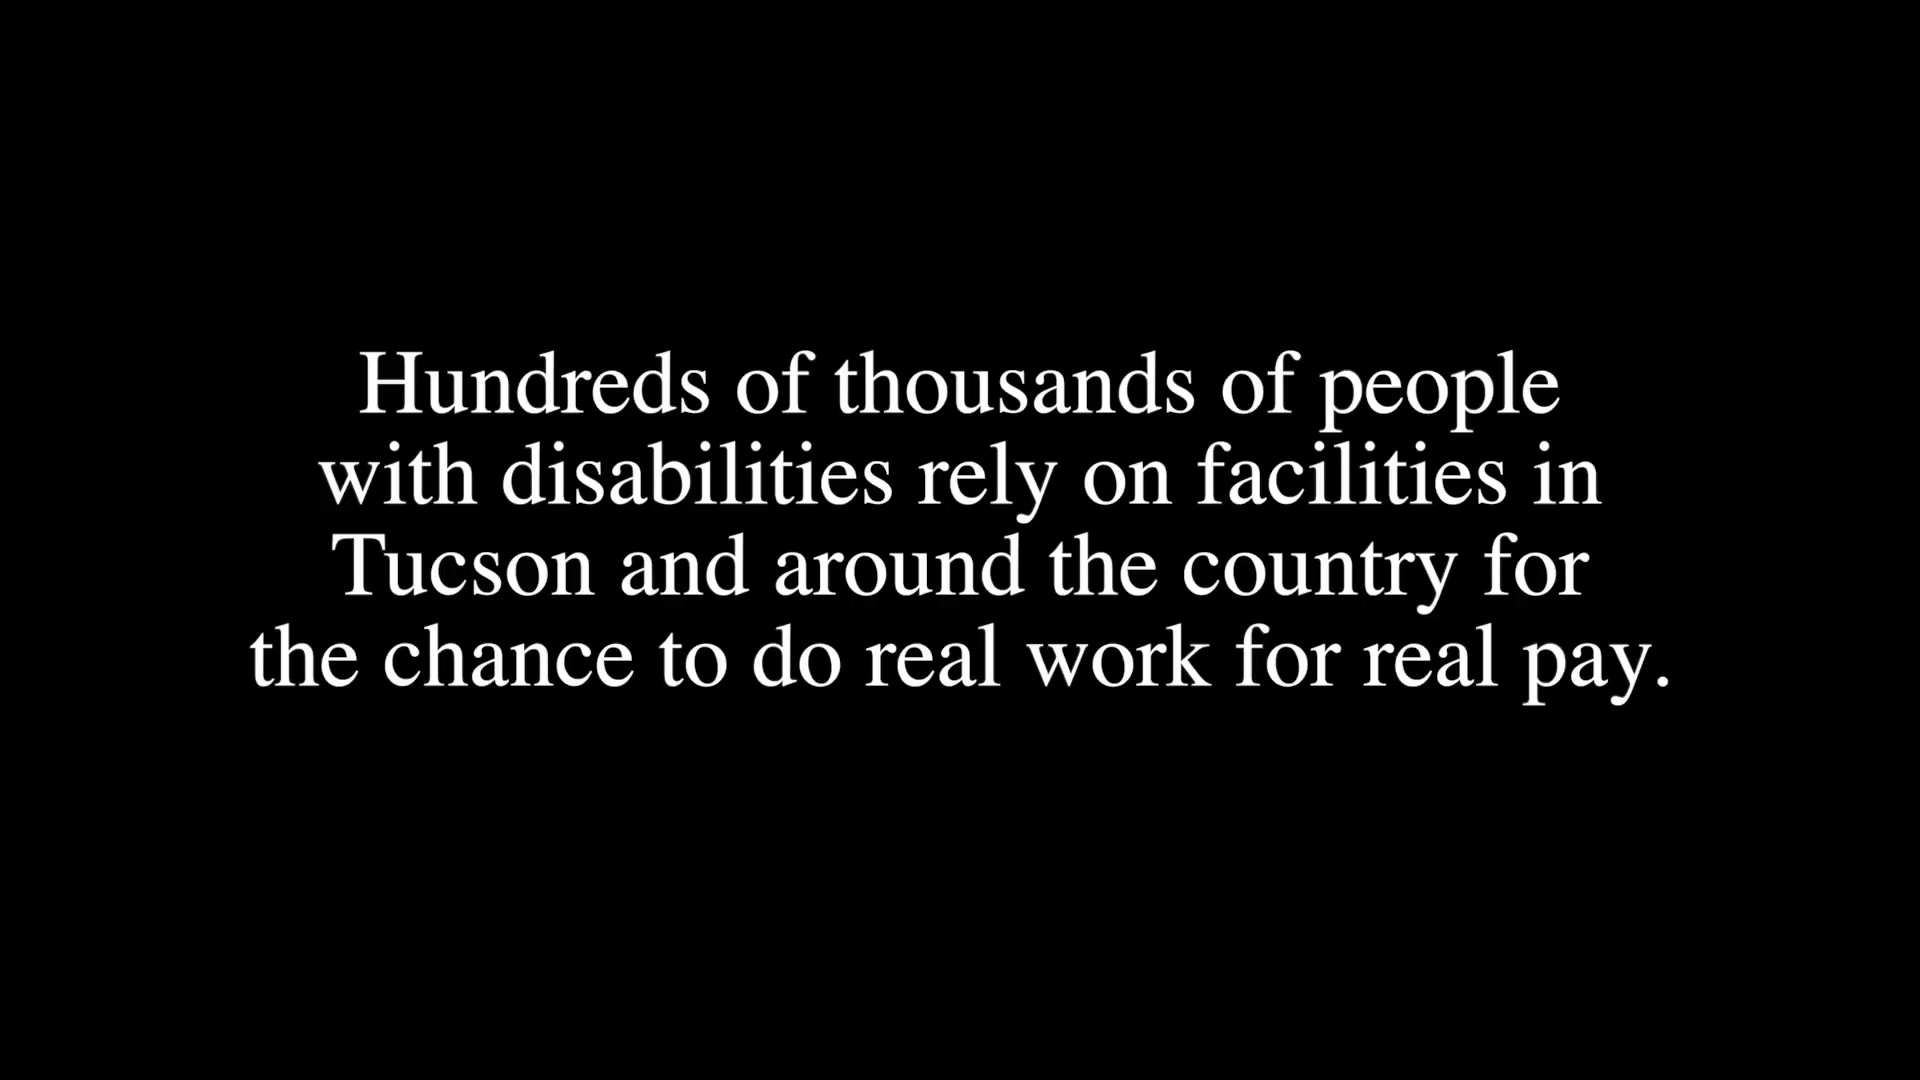 Hundreds of thousands of people
with disabilities rely on facilities in
Tucson and around the country for
the chance to do real work for real pay.